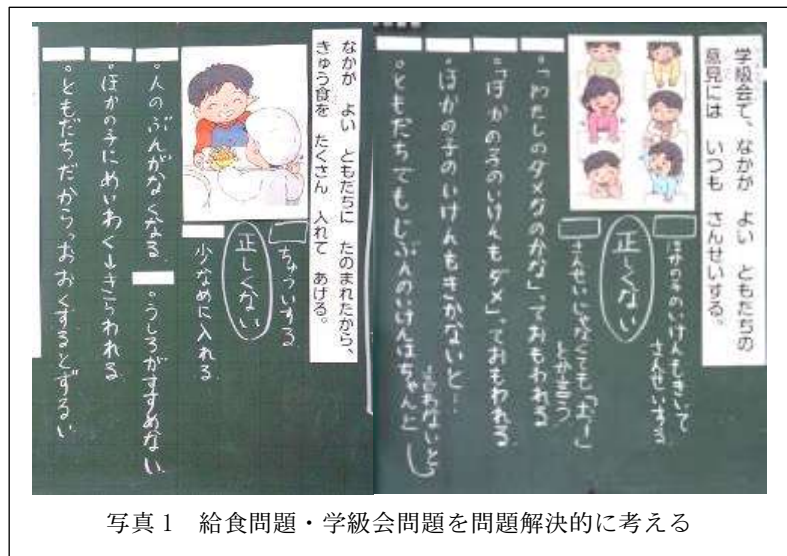 なかが よい ともだちに たのまれたから、
きゅう食を たくさん 入れて あげる。
ちゅういする
正しくない
少なめに入れる
。人のぶんがなくなる
。うしろがすすめない
。ほかの子にめいわく→きらわれる
。ともだちだからっておおくするとずるい
学級会で、なかが よい ともだちの
意見には いつも さんせいする。
ほかの子のいけんもきいて
さんせいする
正しくない
さんせいじゃなくても「お〜」
とか言う
。「わたしのダメなのかな」っておもわれる
。「ほかの子のいけんもダメ」っておもわれる
。ほかの子のいけんもきかないと…
。ともだちでもじぶんのいけんはちゃんと
言わないと
写真1 給食問題・学級会問題を問題解決的に考える